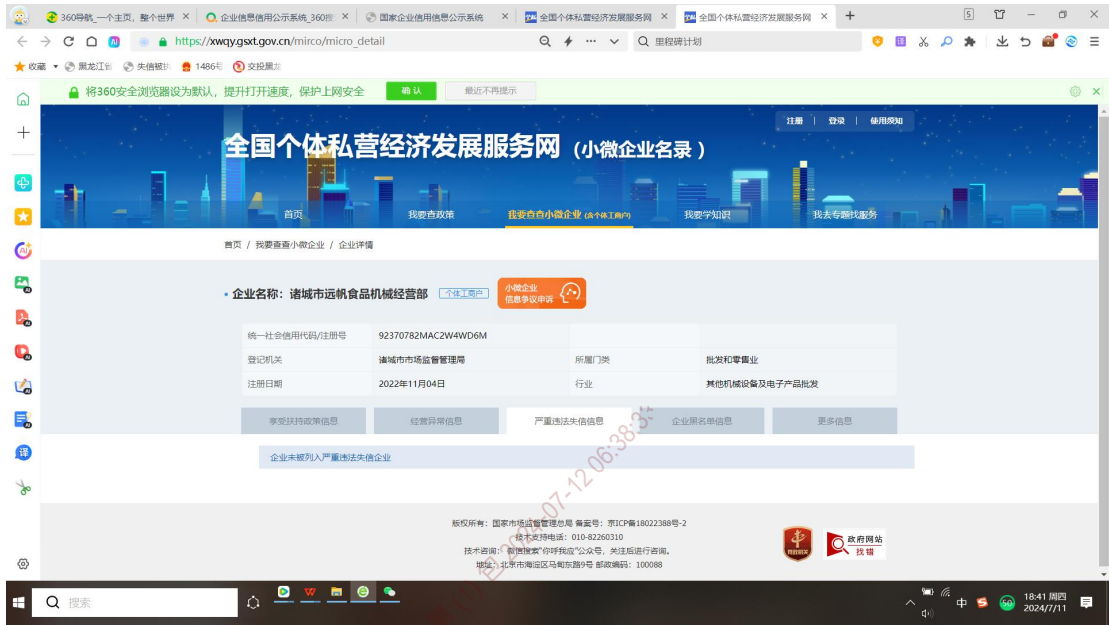 360导航_一个主页，整个世界 企业信息信用公示系统_360搜 国家企业信用信息公示系统 全国个体私营经济发展服务网 全国个体私营经济发展服务网
https://xwqy.gsxt.gov.cn/mirco/micro_detail 里程碑计划
收藏 黑龙江省 失信被执 1486号 交投黑龙
将360安全浏览器设为默认，提升打开速度，保护上网安全 确认 最近不再提示
注册 | 登录 | 使用须知
全国个体私营经济发展服务网 （小微企业名录）
首页 我要查政策 我要查查小微企业 (含个体工商户) 我要学知识 我去专题找服务
首页 / 我要查查小微企业 / 企业详情
企业名称：诸城市远帆食品机械经营部 个体工商户 小微企业
信息争议申诉
统一社会信用代码/注册号 92370782MAC2W4WD6M
登记机关 诸城市市场监督管理局 所属门类 批发和零售业
注册日期 2022年11月04日 行业 其他机械设备及电子产品批发
享受扶持政策信息 经营异常信息 严重违法失信信息 企业黑名单信息 更多信息
企业未被列入严重违法失信企业
版权所有：国家市场监督管理总局 备案号：京ICP备18022388号-2
技术支持电话：010-82260310
技术咨询：微信搜索"你呼我应"公众号，关注后进行咨询。
地址：北京市海淀区马甸东路9号 邮政编码：100088
政府网站
找错
2024-07-12 06:38:33
搜索
中
50
18:41 周四
2024/7/11